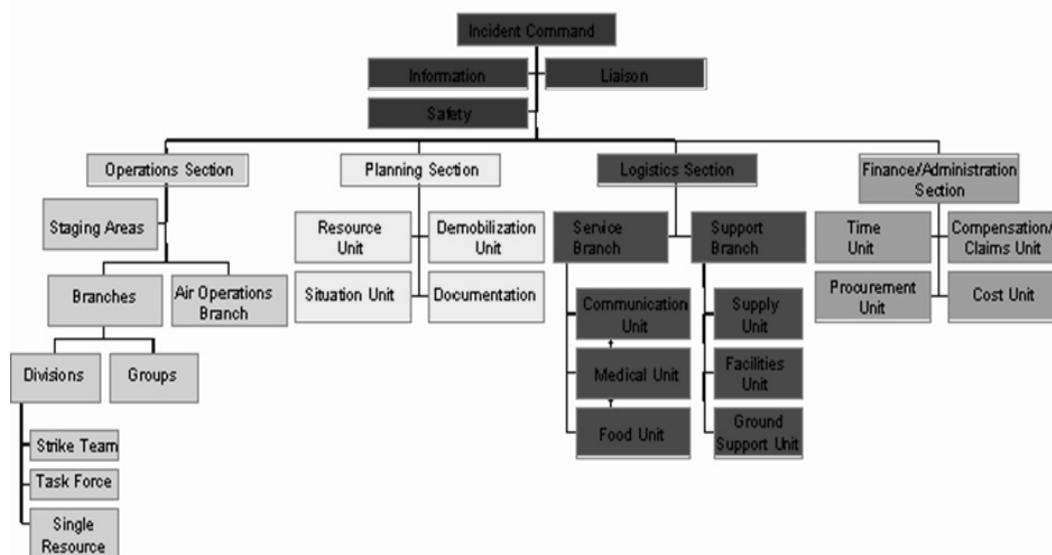 Incident Command
Information
Liaison
Safety
Operations Section
Planning Section
Logistics Section
Finance/Administration
Section
Staging Areas
Resource
Unit
Demobilization
Unit
Service
Branch
Support
Branch
Time
Unit
Compensation/
Claims Unit
Branches
Air Operations
Branch
Situation Unit
Documentation
Communication
Unit
Supply
Unit
Procurement
Unit
Cost Unit
Divisions
Groups
Medical Unit
Facilities
Unit
Strike Team
Food Unit
Ground
Support Unit
Task Force
Single
Resource